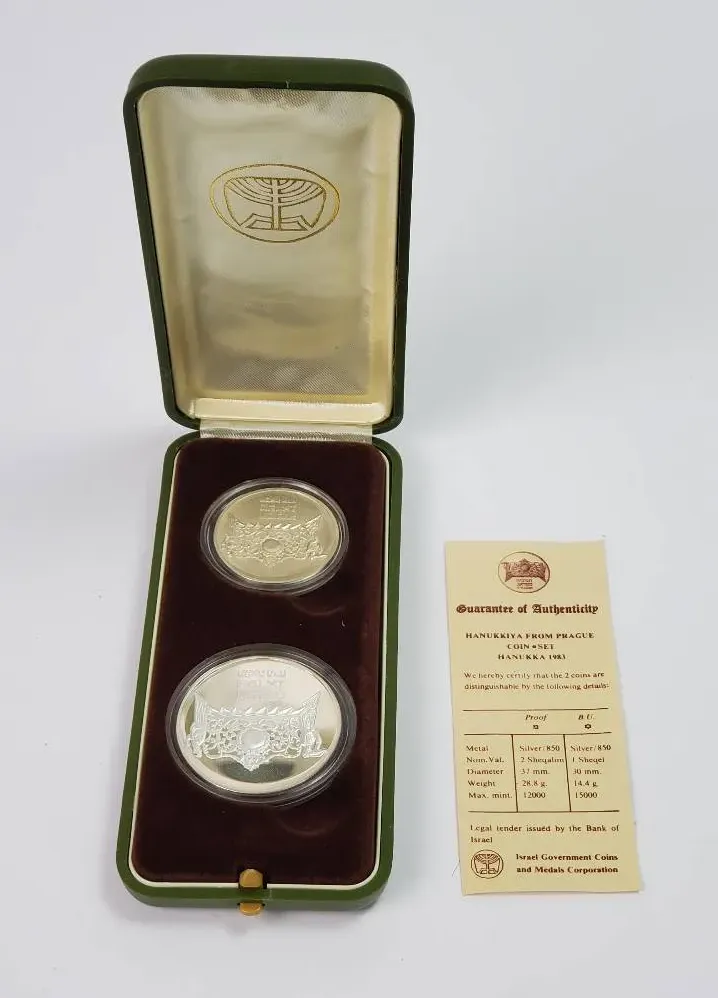 Guarantee of Authenticity
HANUKKIYA FROM PRAGUE
COIN • SET
HANUKKA 1983
We hereby certify that the 2 coins are
distinguishable by the following details:
Proof B.U.
Metal Silver/850 Silver/850
Nom.Val. 2 Sheqalim 1 Sheqel
Diameter 37 mm. 30 mm.
Weight 28.8 g. 14.4 g.
Max. mint. 12000 15000
Legal tender issued by the Bank of
Israel
Israel Government Coins
and Medals Corporation